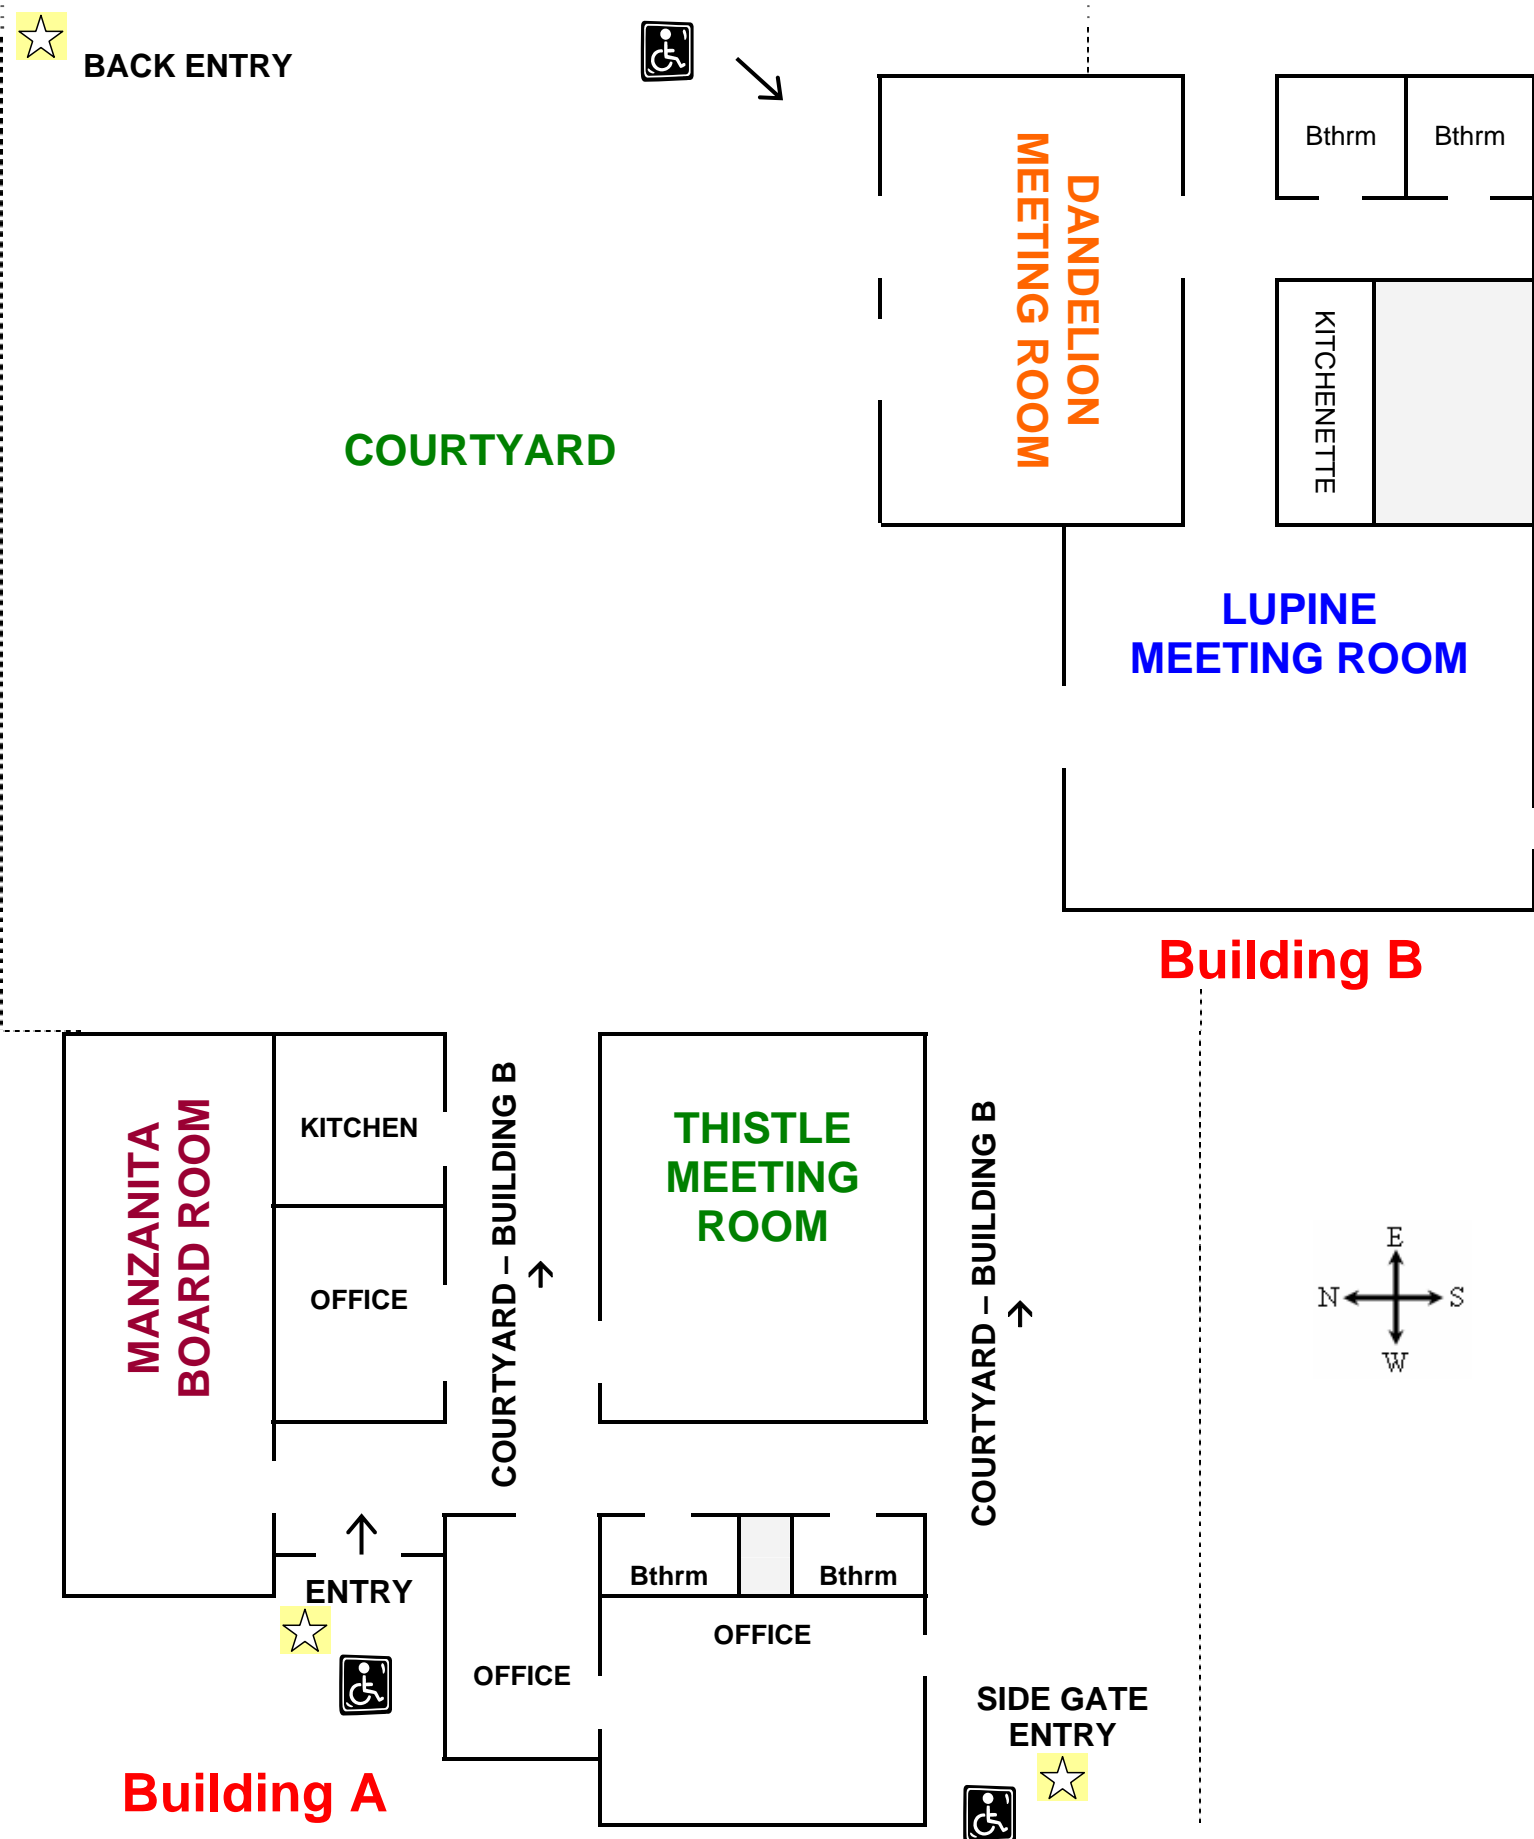 BACK ENTRY
DANDELION
MEETING ROOM
Bthrm
Bthrm
KITCHENETTE
COURTYARD
LUPINE
MEETING ROOM
Building B
MANZANITA
BOARD ROOM
KITCHEN
OFFICE
COURTYARD – BUILDING B
THISTLE
MEETING
ROOM
COURTYARD – BUILDING B
E
N
S
W
ENTRY
Bthrm
Bthrm
OFFICE
OFFICE
SIDE GATE
ENTRY
Building A